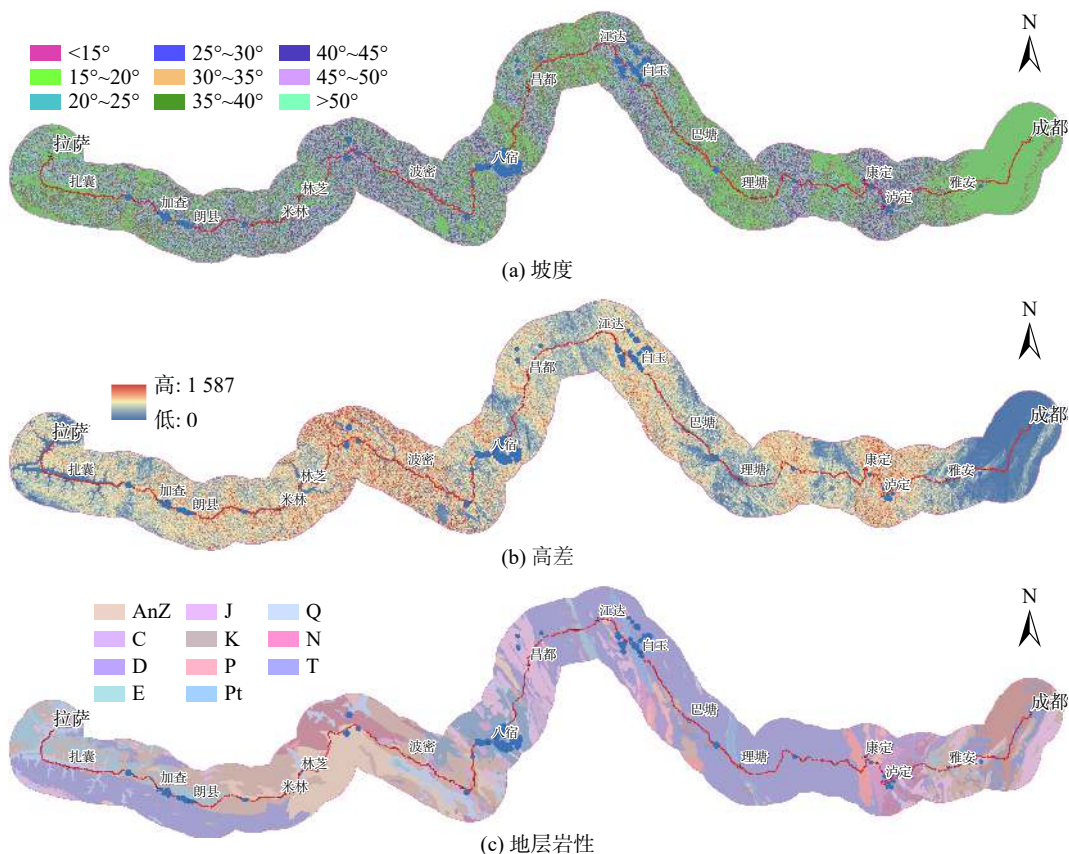 <15° 25°~30° 40°~45°
15°~20° 30°~35° 45°~50°
20°~25° 35°~40° >50°
N
江达
昌都
白玉
成都
拉萨
巴塘
八宿
扎囊
波密
康定
林芝
理塘
雅安
加查
泸定
朗县
米林
(a) 坡度
N
江达
白玉
昌都
高: 1 587
低: 0
成都
拉萨
巴塘
八宿
扎囊
波密
康定
林芝
理塘
雅安
加查
泸定
朗县
米林
(b) 高差
AnZ J Q
C K N
D P T
E Pt
N
江达
白玉
昌都
成都
拉萨
巴塘
八宿
扎囊
波密
康定
林芝
理塘
雅安
加查
泸定
朗县
米林
(c) 地层岩性